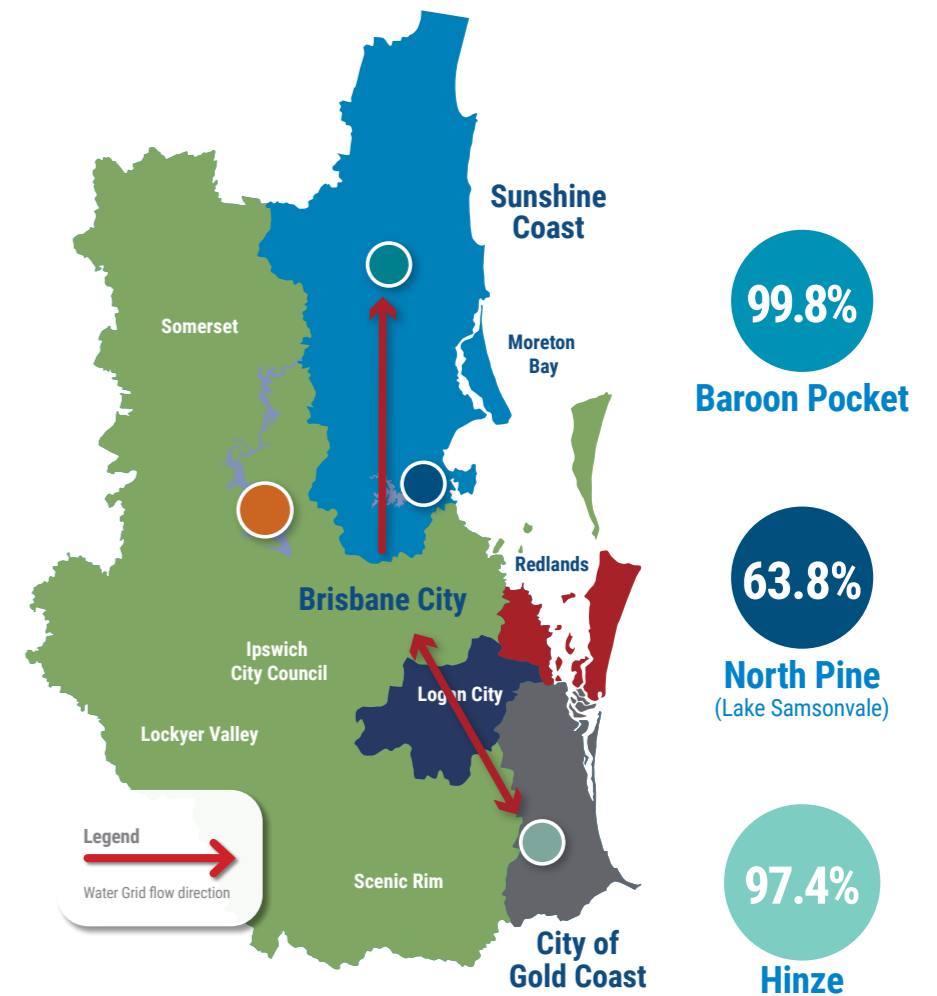 Sunshine
Coast
Somerset
Moreton
Bay
99.8%
Baroon Pocket
Redlands
Brisbane City
63.8%
North Pine
(Lake Samsonvale)
Ipswich
City Council
Logan City
Lockyer Valley
Legend
Water Grid flow direction
Scenic Rim
97.4%
Hinze
City of
Gold Coast